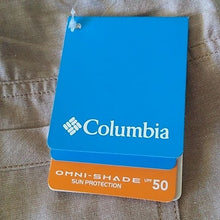 Columbia
OMNI-SHADE UPF 50
SUN PROTECTION